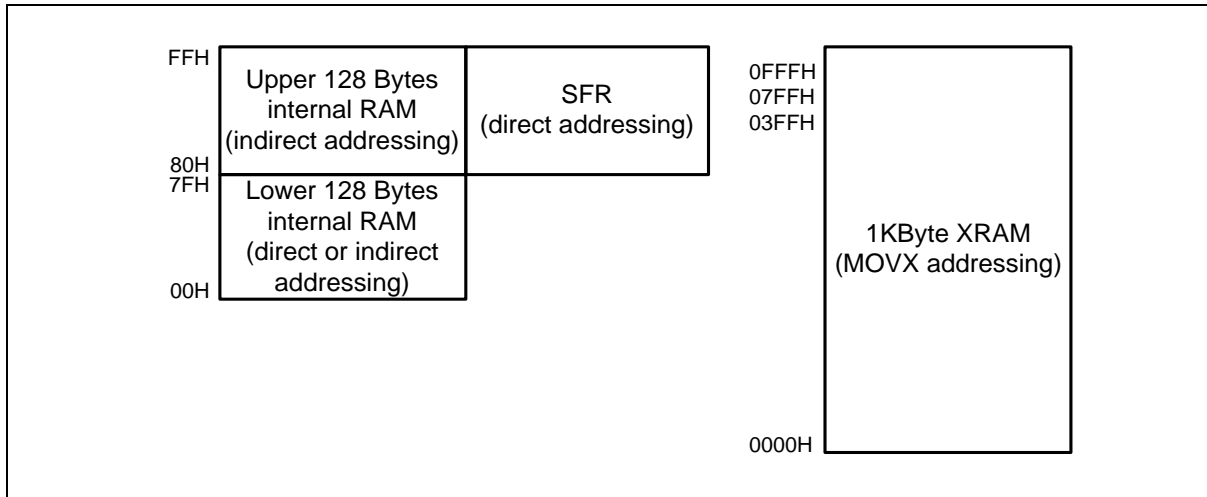 FFH
Upper 128 Bytes
internal RAM
(indirect addressing)
80H
SFR
(direct addressing)
7FH
Lower 128 Bytes
internal RAM
(direct or indirect
addressing)
00H
0FFFH
07FFH
03FFH
1KByte XRAM
(MOVX addressing)
0000H